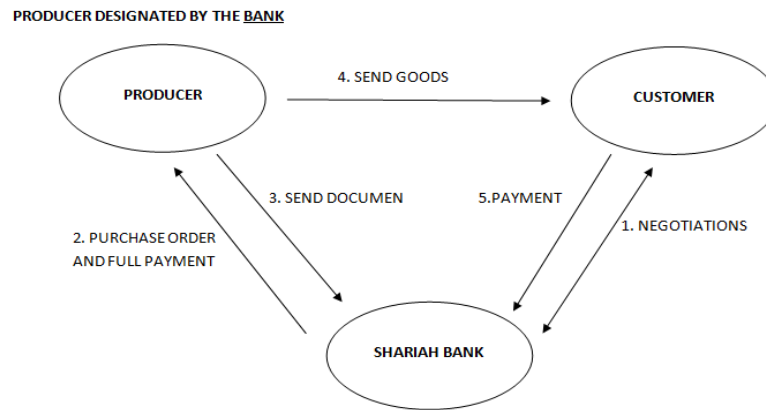 PRODUCER DESIGNATED BY THE BANK
4. SEND GOODS
PRODUCER
CUSTOMER
3. SEND DOCUMEN
5.PAYMENT
1. NEGOTIATIONS
2. PURCHASE ORDER
AND FULL PAYMENT
SHARIAH BANK